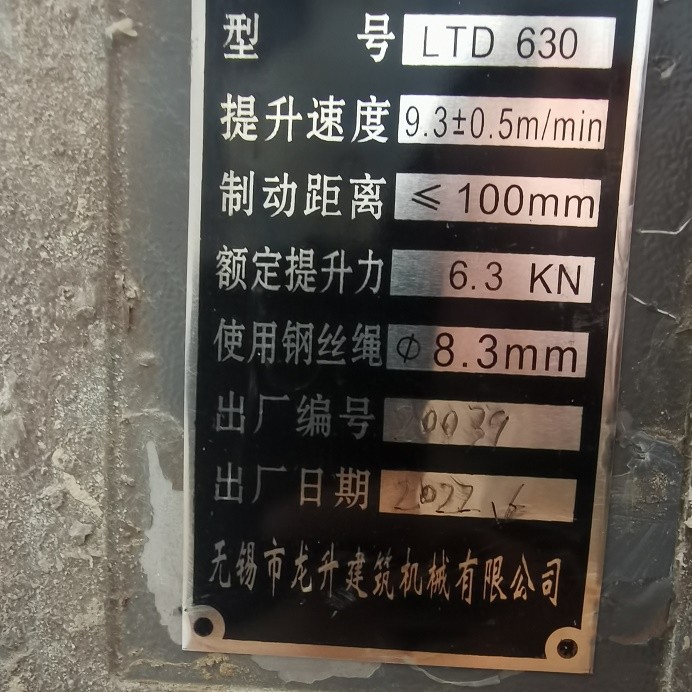 型号 LTD 630
提升速度 9.3±0.5m/min
制动距离 ≤100mm
额定提升力 6.3 KN
使用钢丝绳 Φ8.3mm
出厂编号 20039
出厂日期 2022
无锡市龙升建筑机械有限公司